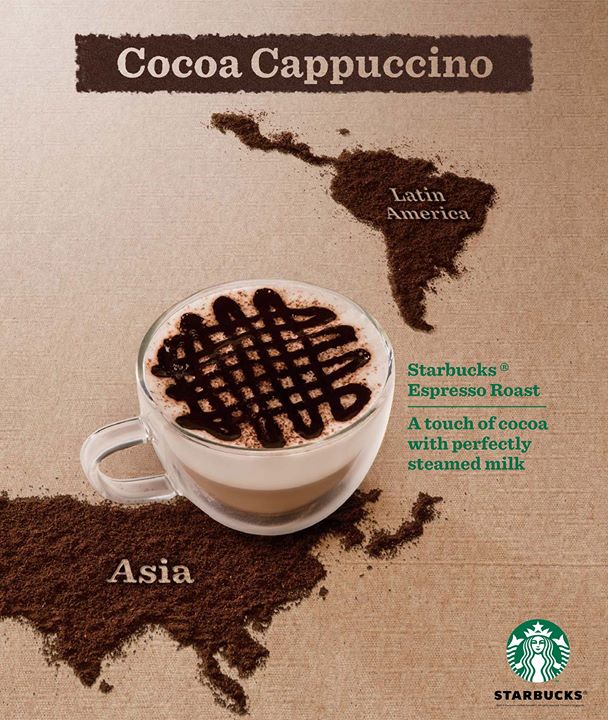 Cocoa Cappuccino
Latin
America
Starbucks®
Espresso Roast
A touch of cocoa
with perfectly
steamed milk
Asia
STARBUCKS®